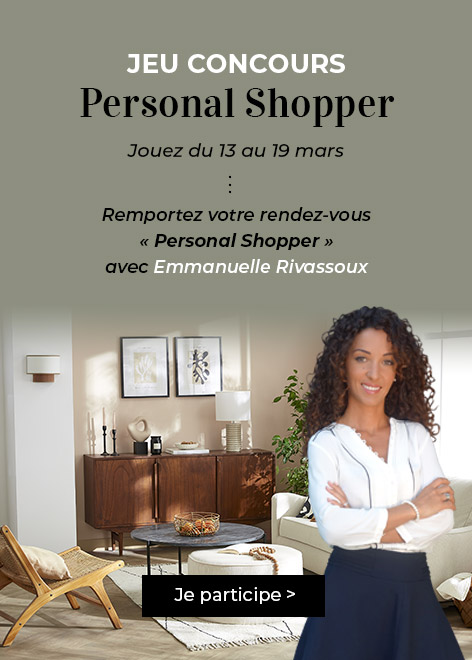 JEU CONCOURS
Personal Shopper
Jouez du 13 au 19 mars
Remportez votre rendez-vous
« Personal Shopper »
avec Emmanuelle Rivassoux
Je participe >